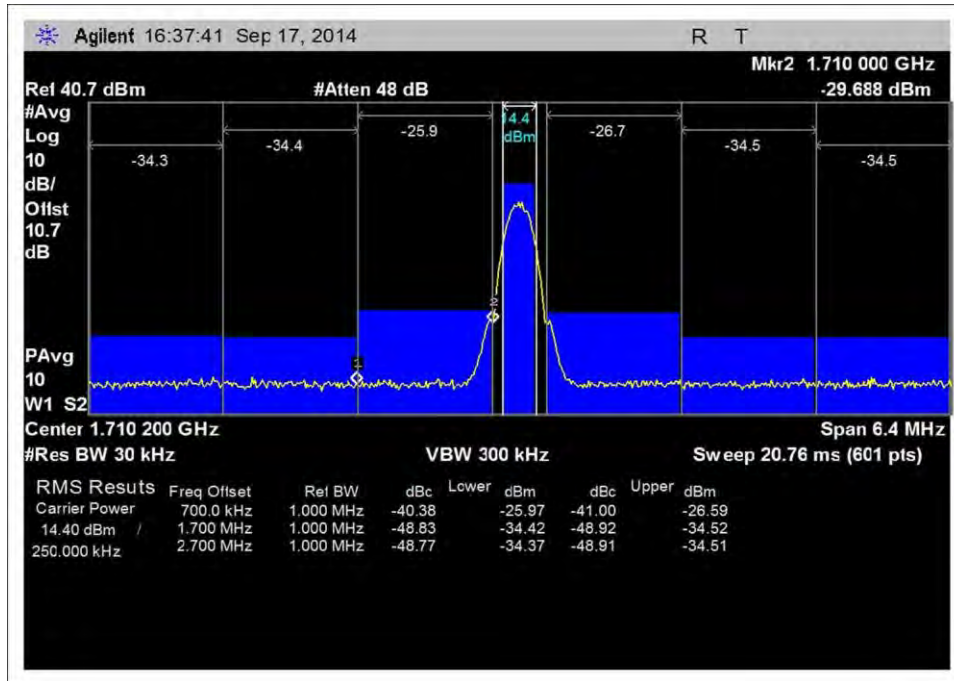 Agilent 16:37:41 Sep 17, 2014 R T
Mkr2 1.710 000 GHz
Ref 40.7 dBm #Atten 48 dB -29.688 dBm
#Avg
Log
10
dB/
Offst
10.7
dB
14.4
dBm
-25.9 -26.7
-34.4 -34.5
-34.3 -34.5
2
1
PAvg
10
W1 S2
Center 1.710 200 GHz Span 6.4 MHz
#Res BW 30 kHz VBW 300 kHz Sweep 20.76 ms (601 pts)
RMS Resuts Freq Offset Ref BW dBc Lower dBm dBc Upper dBm
Carrier Power 700.0 kHz 1.000 MHz -40.38 -25.97 -41.00 -26.59
14.40 dBm / 1.700 MHz 1.000 MHz -48.83 -34.42 -48.92 -34.52
250.000 kHz 2.700 MHz 1.000 MHz -48.77 -34.37 -48.91 -34.51